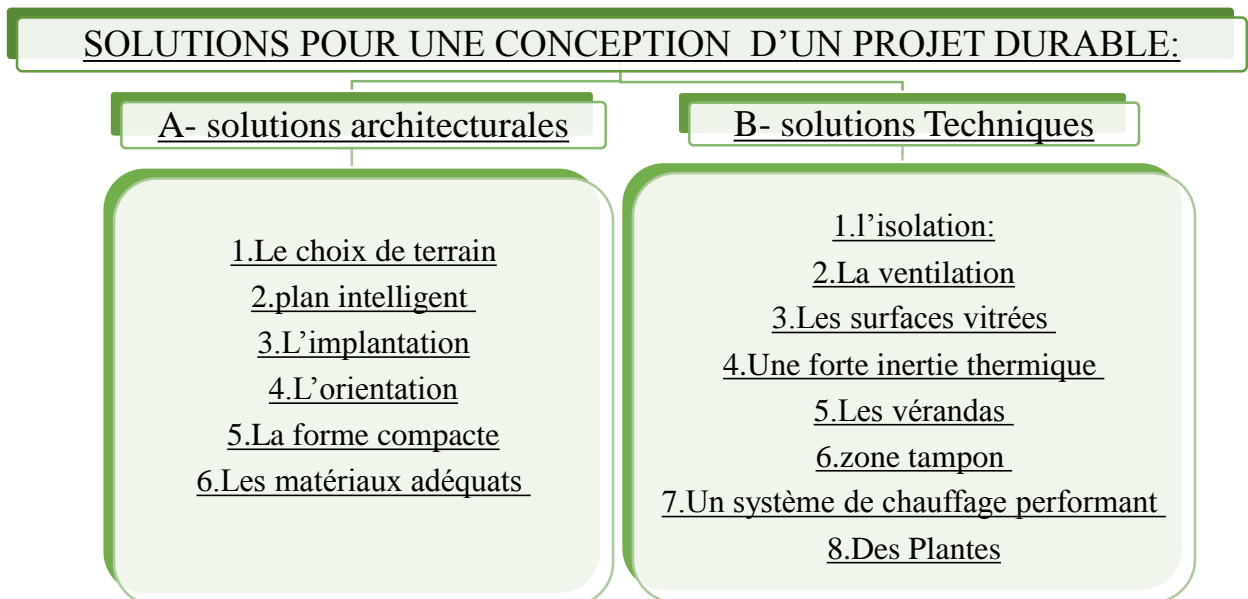 SOLUTIONS POUR UNE CONCEPTION D’UN PROJET DURABLE:
A- solutions architecturales
1.Le choix de terrain
2.plan intelligent
3.L’implantation
4.L’orientation
5.La forme compacte
6.Les matériaux adéquats
B- solutions Techniques
1.l’isolation:
2.La ventilation
3.Les surfaces vitrées
4.Une forte inertie thermique
5.Les vérandas
6.zone tampon
7.Un système de chauffage performant
8.Des Plantes